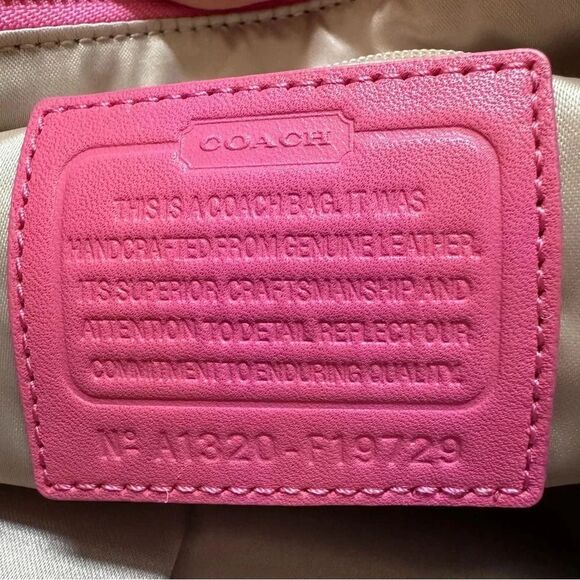 COACH
THIS IS A COACH BAG. IT WAS
HANDCRAFTED FROM GENUINE LEATHER.
ITS SUPERIOR CRAFTSMANSHIP AND
ATTENTION TO DETAIL REFLECT OUR
COMMITMENT TO ENDURING QUALITY.
Nº A1320-F19729